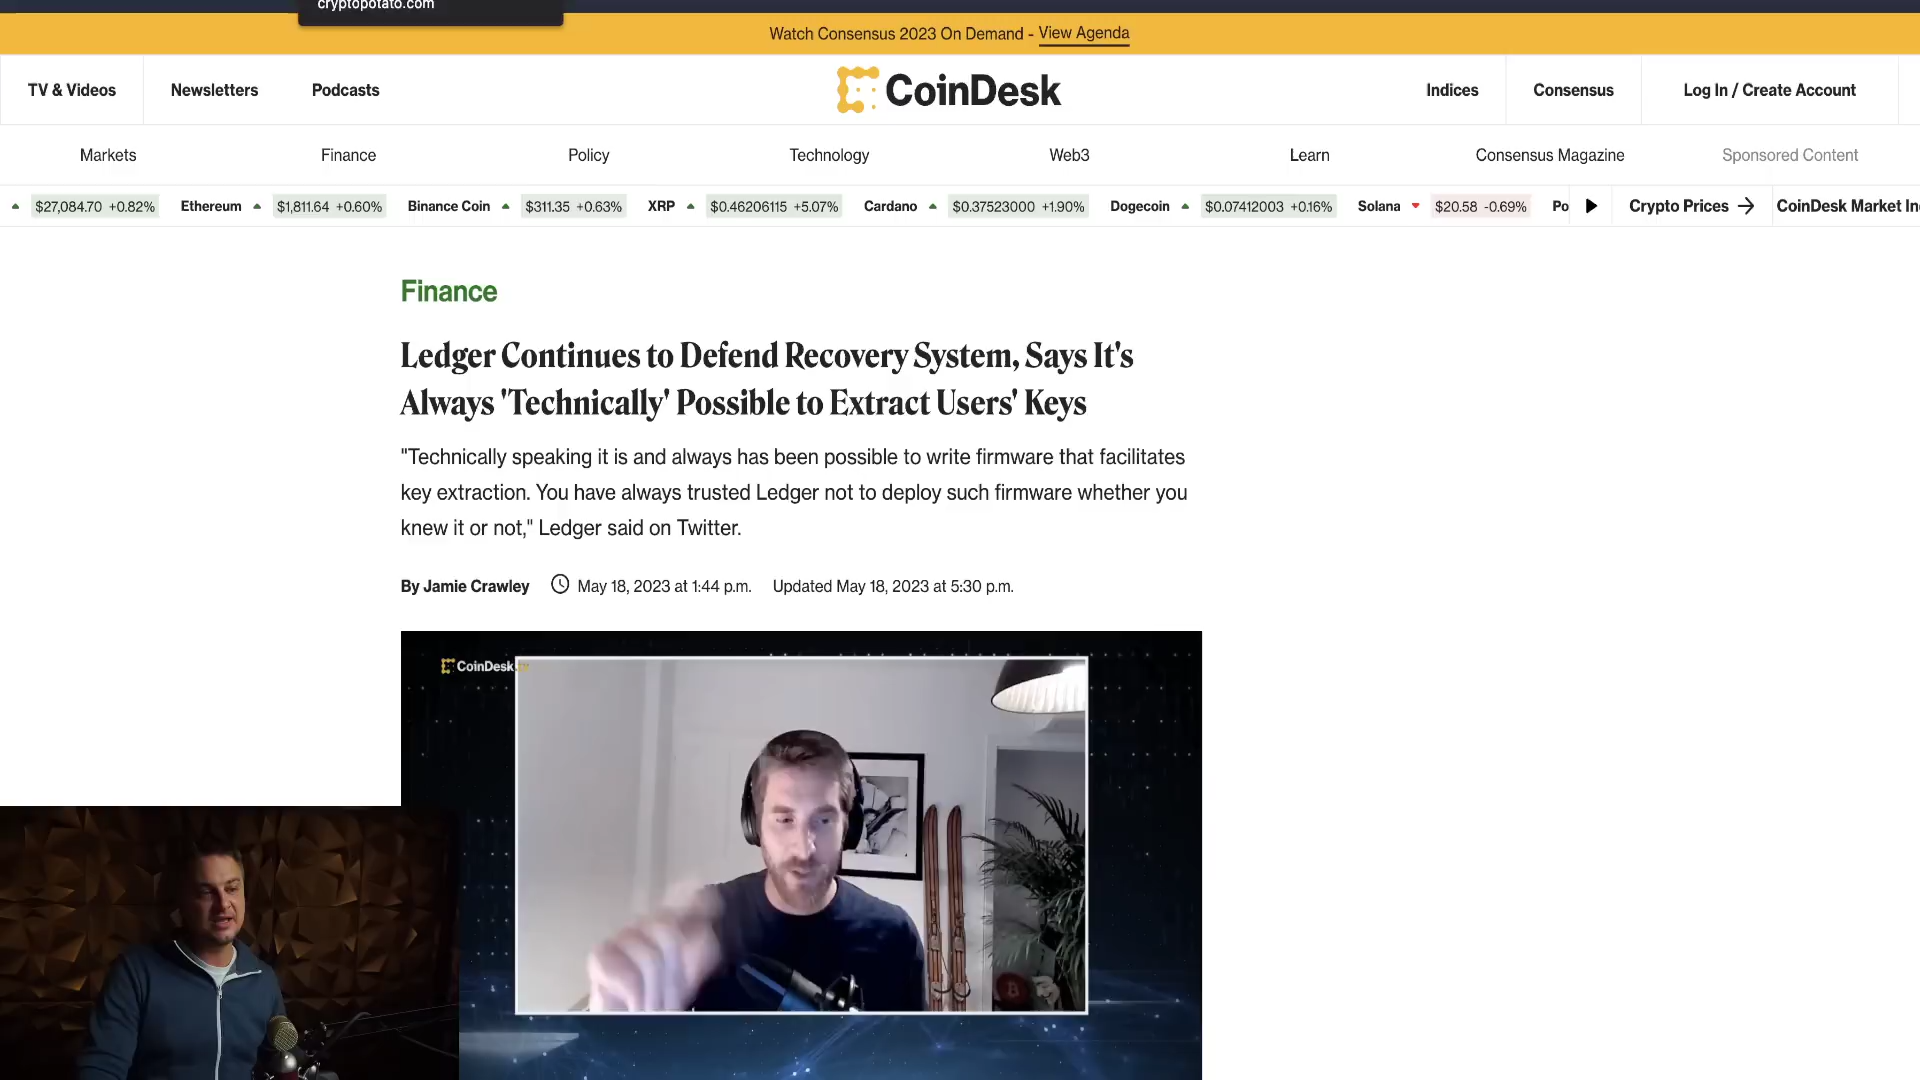 cryptopotato.com
Watch Consensus 2023 On Demand - View Agenda
TV & Videos Newsletters Podcasts CoinDesk Indices Consensus Log In / Create Account
Markets Finance Policy Technology Web3 Learn Consensus Magazine Sponsored Content
$27,084.70 +0.82% Ethereum $1,811.64 +0.60% Binance Coin $311.35 +0.63% XRP $0.46206115 +5.07% Cardano $0.37523000 +1.90% Dogecoin $0.07412003 +0.16% Solana $20.58 -0.69% Po Crypto Prices → CoinDesk Market In
Finance
Ledger Continues to Defend Recovery System, Says It's
Always 'Technically' Possible to Extract Users' Keys
"Technically speaking it is and always has been possible to write firmware that facilitates
key extraction. You have always trusted Ledger not to deploy such firmware whether you
knew it or not," Ledger said on Twitter.
By Jamie Crawley May 18, 2023 at 1:44 p.m. Updated May 18, 2023 at 5:30 p.m.
CoinDesk